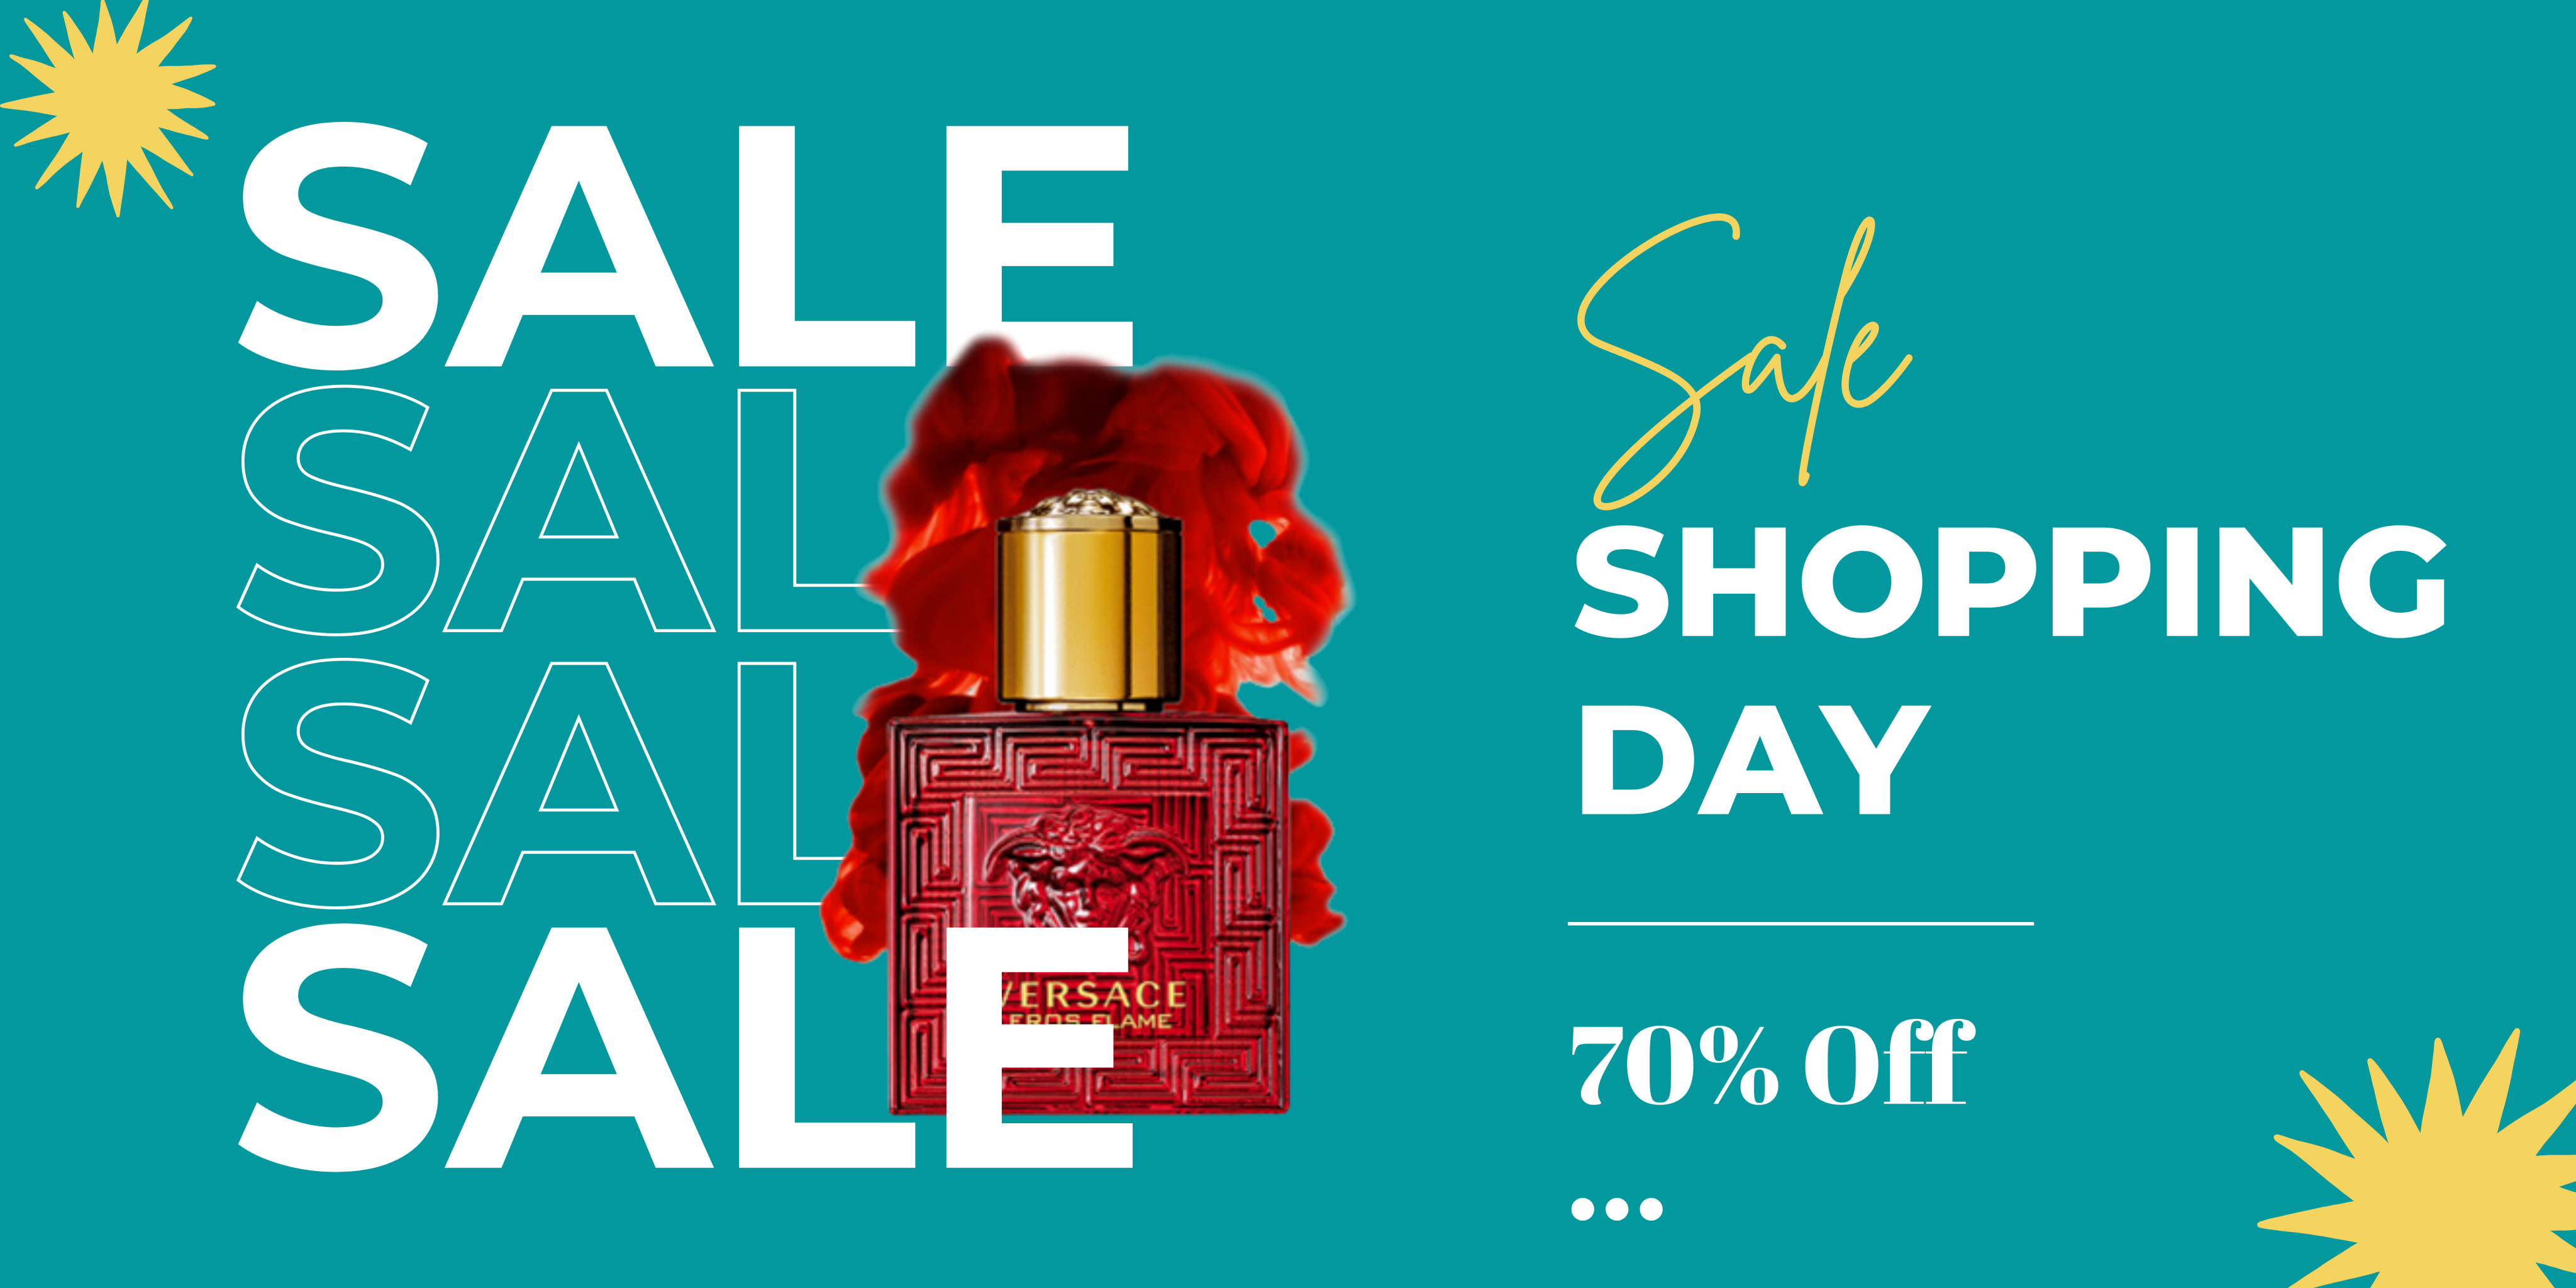 SALE
SAL
SAL
SALE
VERSACE
EROS FLAME
Sale
SHOPPING
DAY
70% Off